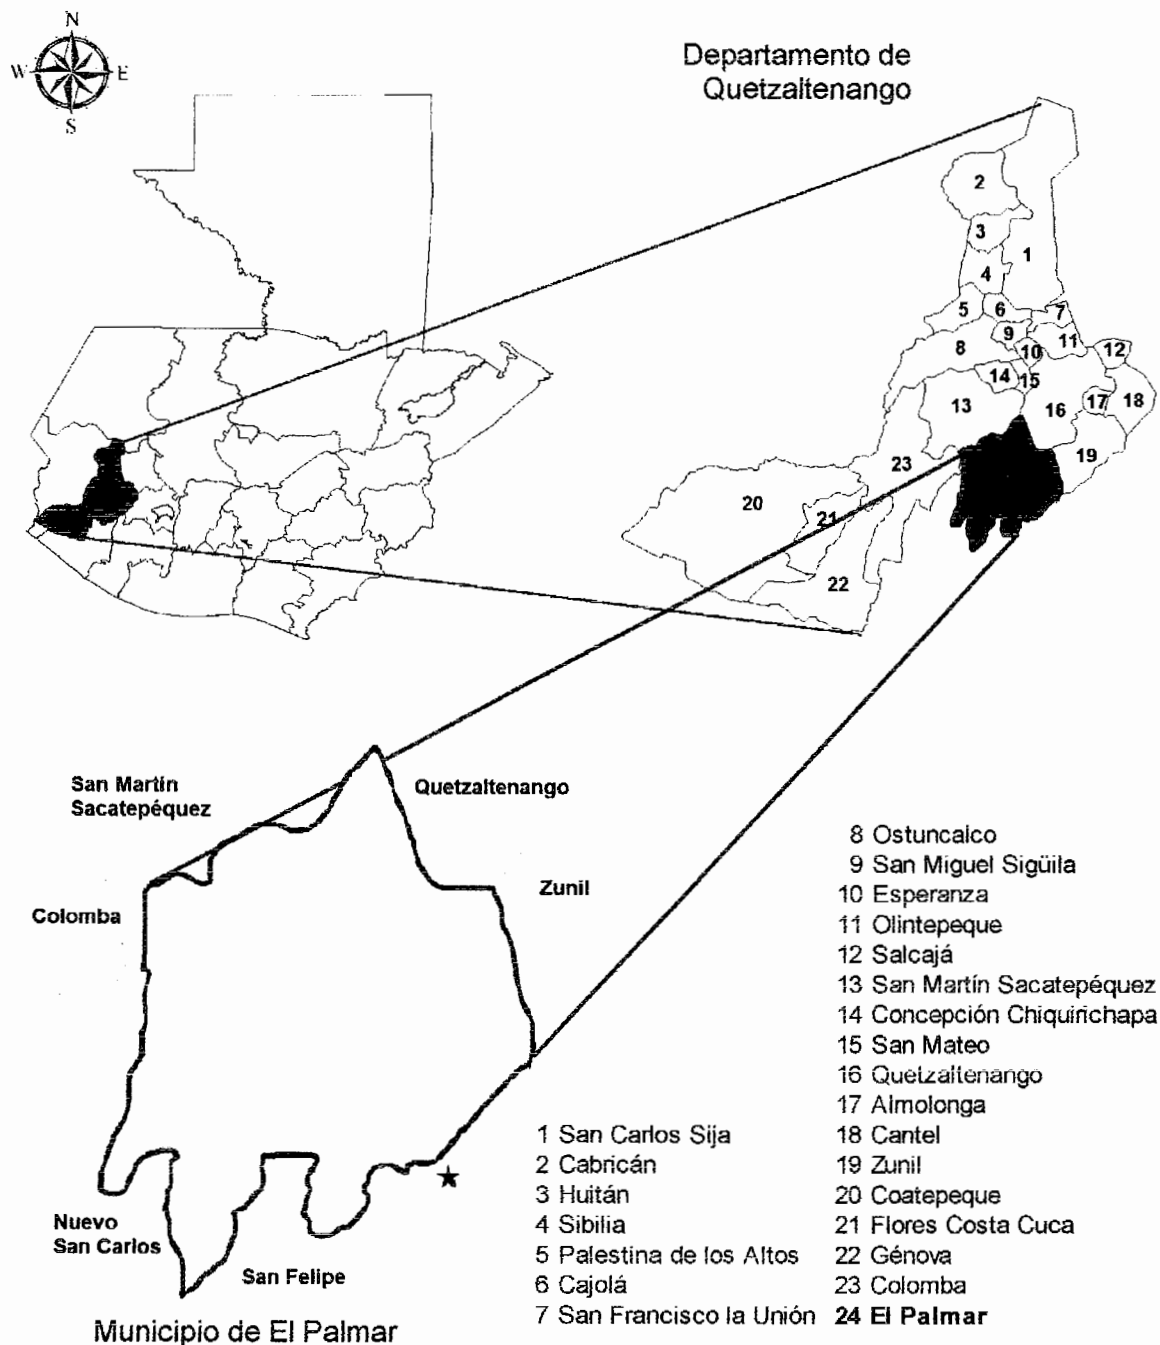 N
W E
S
Departamento de
Quetzaltenango
2
3
1
4
5
6
7
9
11
8
10
12
14
15
13
16
17
18
19
23
20
21
22
San Martín
Sacatepéquez
Quetzaltenango
Zunil
Colomba
Nuevo
San Carlos
San Felipe
Municipio de El Palmar
1 San Carlos Sija
2 Cabricán
3 Huitán
4 Sibilia
5 Palestina de los Altos
6 Cajolá
7 San Francisco la Unión
8 Ostuncalco
9 San Miguel Sigüila
10 Esperanza
11 Olintepeque
12 Salcajá
13 San Martín Sacatepéquez
14 Concepción Chiquirichapa
15 San Mateo
16 Quetzaltenango
17 Almolonga
18 Cantel
19 Zunil
20 Coatepeque
21 Flores Costa Cuca
22 Génova
23 Colomba
24 El Palmar